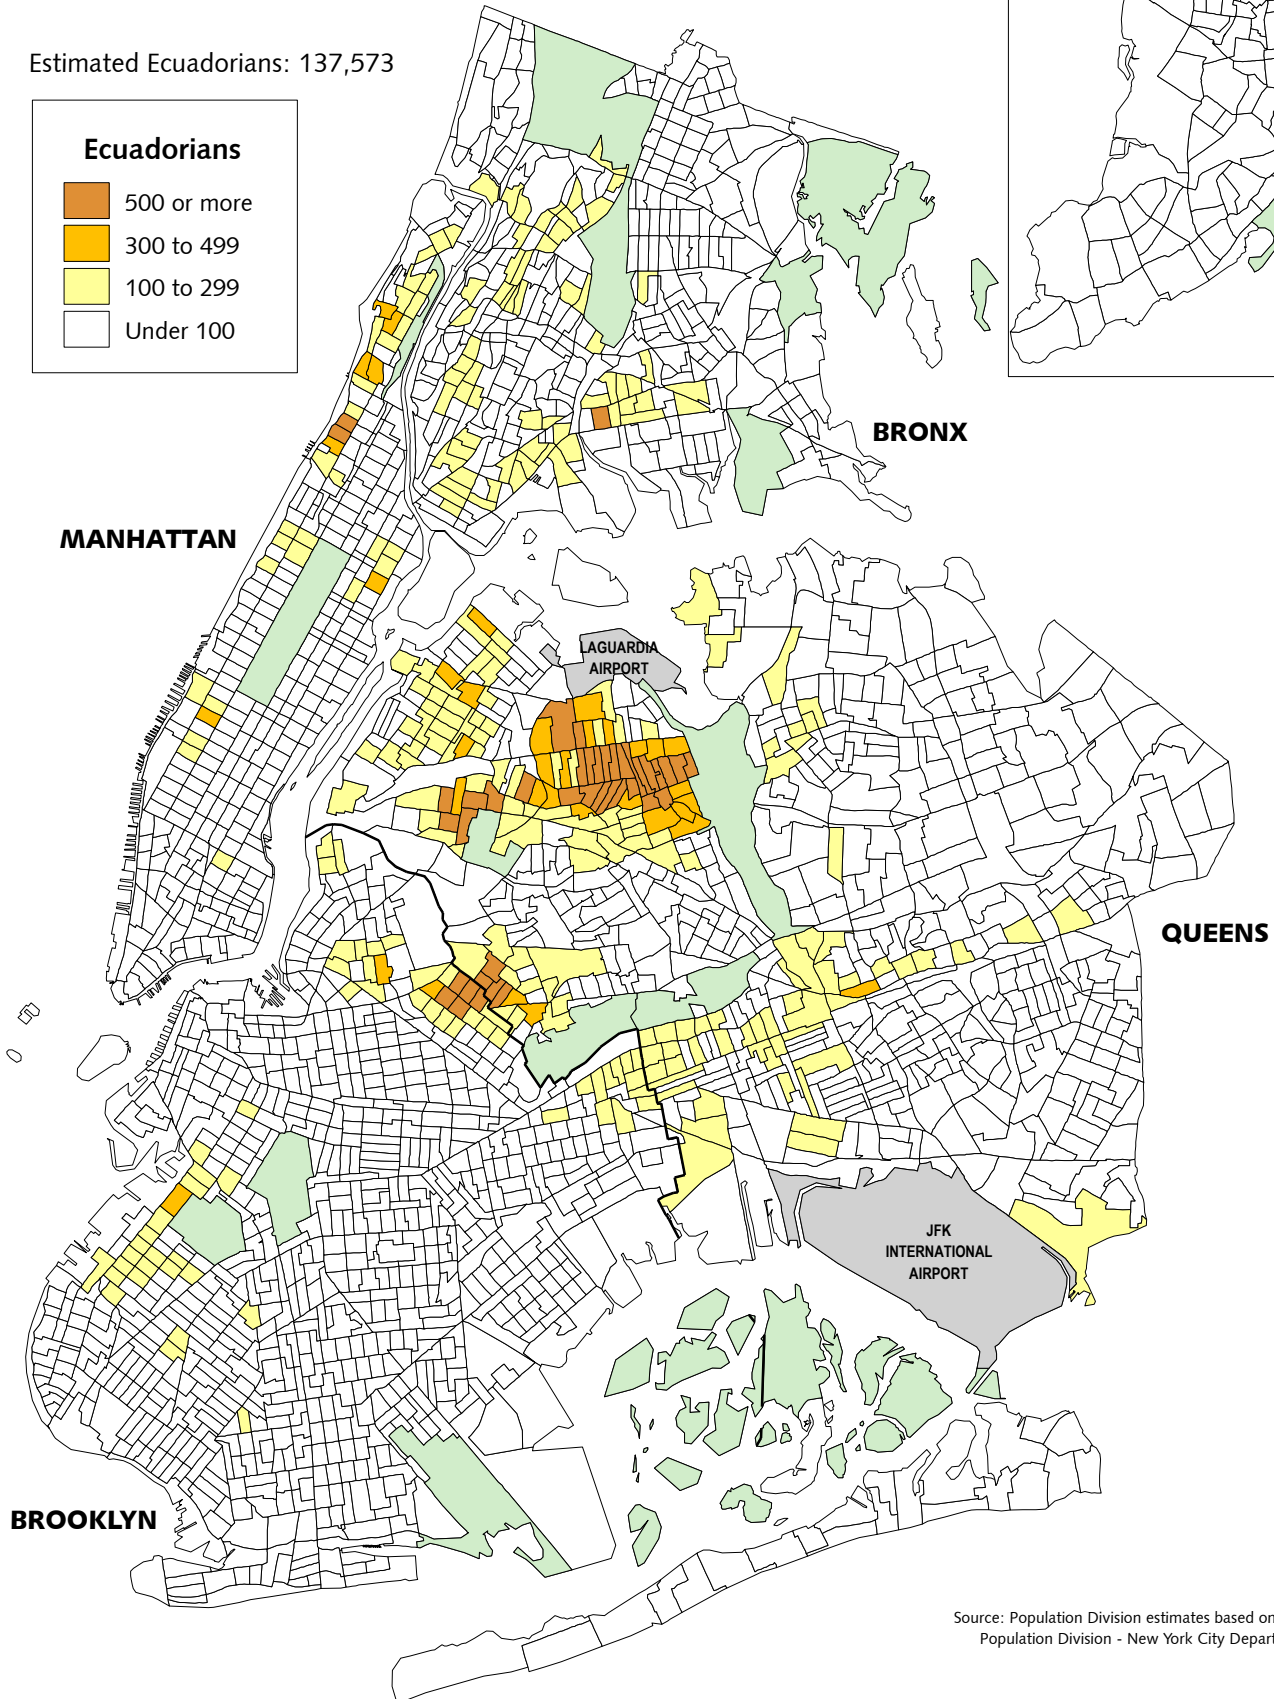 Estimated Ecuadorians: 137,573
Ecuadorians
500 or more
300 to 499
100 to 299
Under 100
BRONX
MANHATTAN
LAGUARDIA
AIRPORT
QUEENS
JFK
INTERNATIONAL
AIRPORT
BROOKLYN
Source: Population Division estimates based on
Population Division - New York City Depart